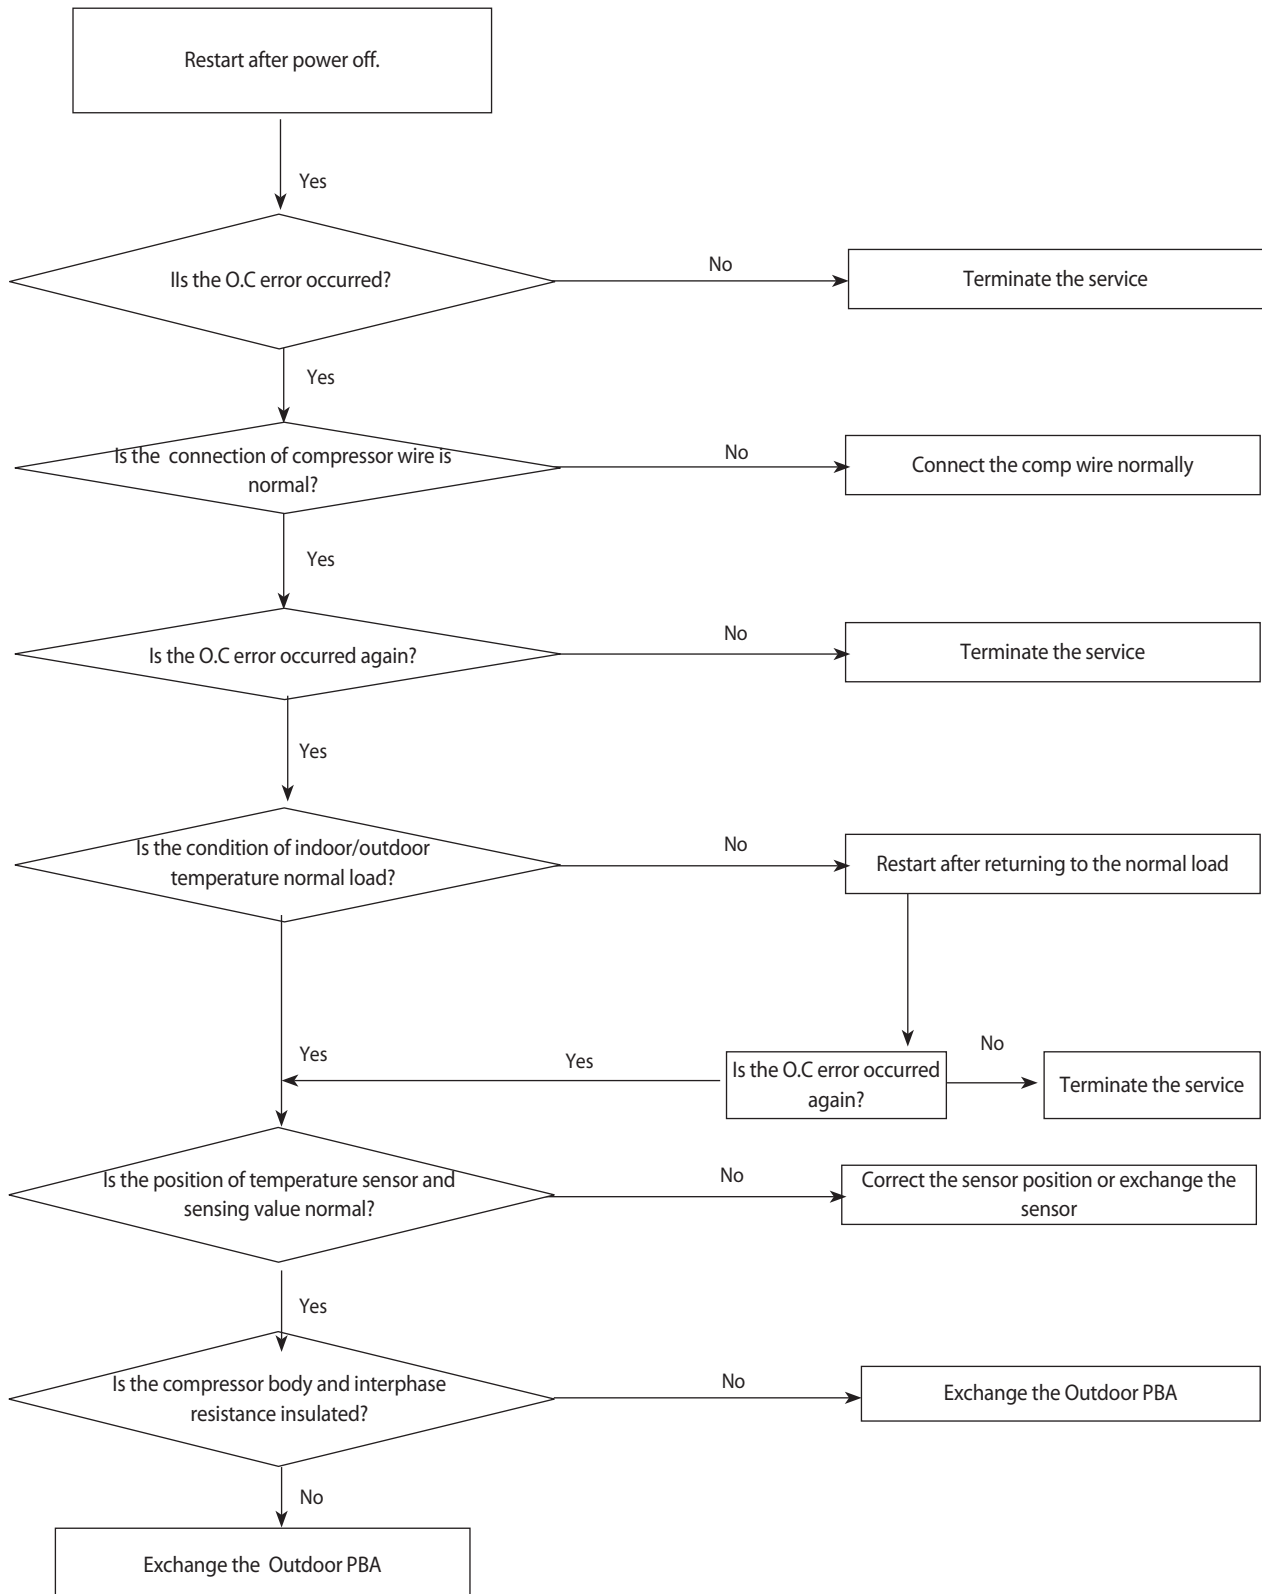 Restart after power off.
Yes
IIs the O.C error occurred?
No
Terminate the service
Yes
Is the  connection of compressor wire is
normal?
No
Connect the comp wire normally
Yes
Is the O.C error occurred again?
No
Terminate the service
Yes
Is the condition of indoor/outdoor
temperature normal load?
No
Restart after returning to the normal load
Yes
Yes
Is the O.C error occurred
again?
No
Terminate the service
Is the position of temperature sensor and
sensing value normal?
No
Correct the sensor position or exchange the
sensor
Yes
Is the compressor body and interphase
resistance insulated?
No
Exchange the Outdoor PBA
No
Exchange the  Outdoor PBA